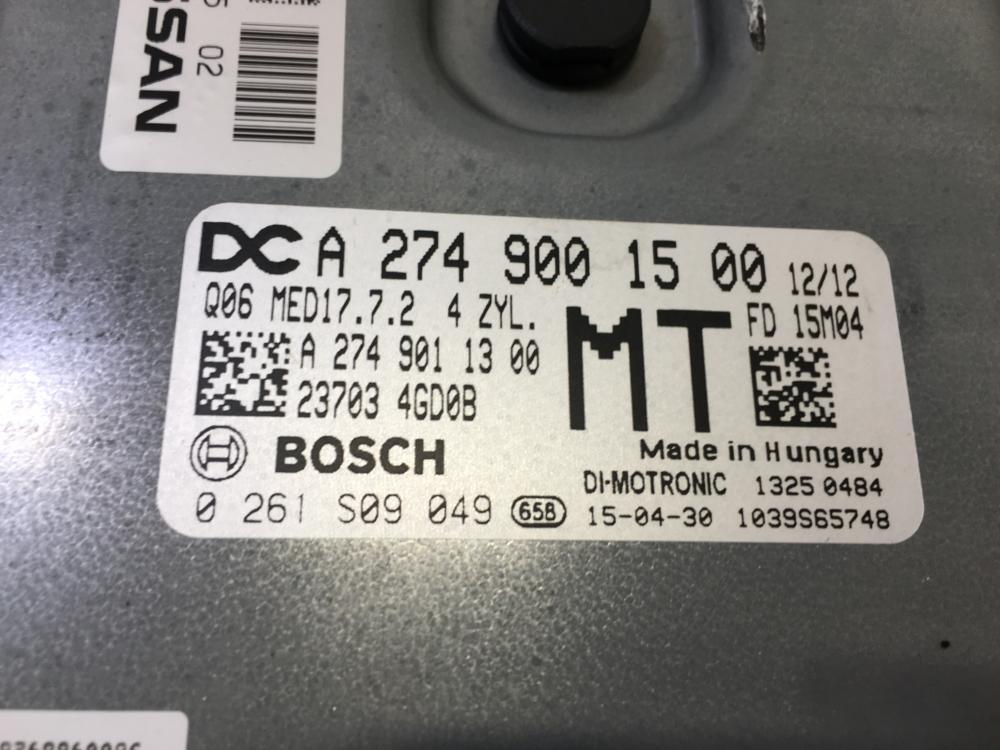 NISSAN
02
DC A 274 900 15 00 12/12
Q06 MED17.7.2 4 ZYL. MT FD 15M04
A 274 901 13 00
23703 4GD0B
BOSCH Made in Hungary
DI-MOTRONIC 1325 0484
0 261 S09 049 658 15-04-30 1039S65748